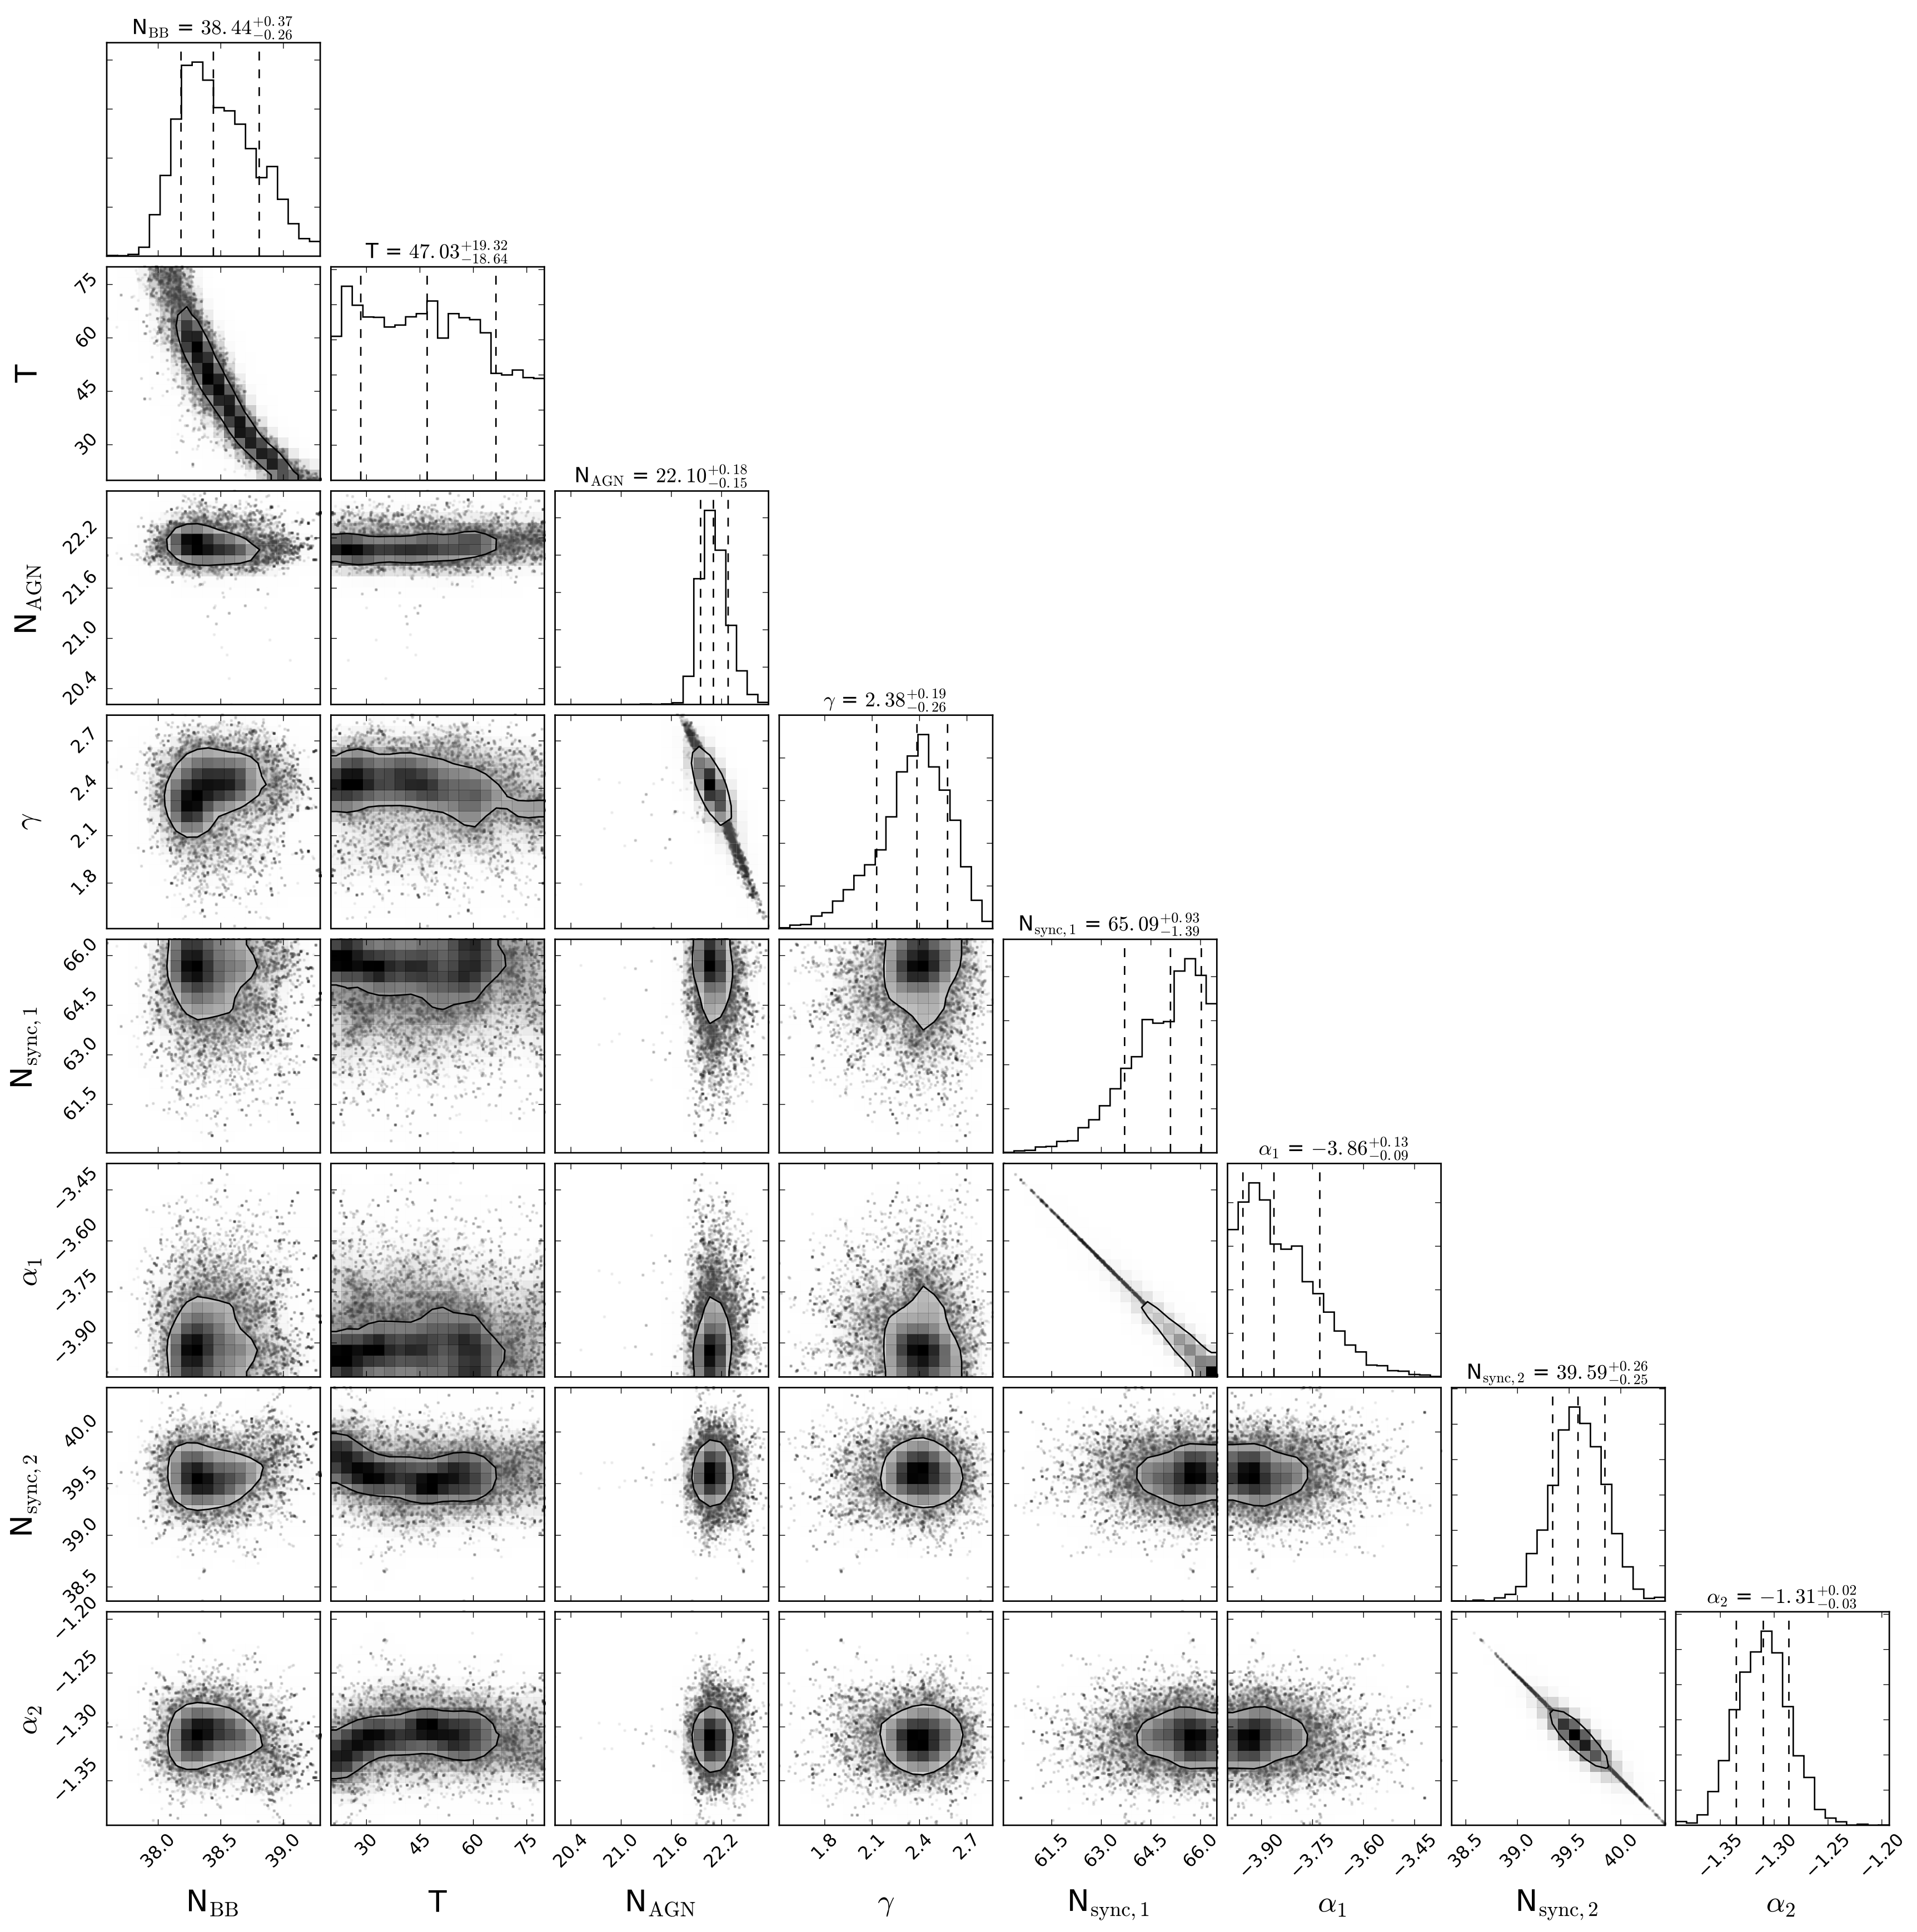 N_BB = 38.44^{+0.37}_{-0.26}
T = 47.03^{+19.32}_{-18.64}
75
60
45
30
T
N_AGN = 22.10^{+0.18}_{-0.15}
22.2
21.6
21.0
20.4
N_AGN
γ = 2.38^{+0.19}_{-0.26}
2.7
2.4
2.1
1.8
γ
N_sync,1 = 65.09^{+0.93}_{-1.39}
66.0
64.5
63.0
61.5
N_sync,1
α_1 = −3.86^{+0.13}_{-0.09}
−3.45
−3.60
−3.75
−3.90
α_1
N_sync,2 = 39.59^{+0.26}_{-0.25}
40.0
39.5
39.0
38.5
N_sync,2
α_2 = −1.31^{+0.02}_{-0.03}
−1.20
−1.25
−1.30
−1.35
α_2
38.0 38.5 39.0 30 45 60 75 20.4 21.0 21.6 22.2 1.8 2.1 2.4 2.7 61.5 63.0 64.5 66.0 −3.90 −3.75 −3.60 −3.45 38.5 39.0 39.5 40.0 −1.35 −1.30 −1.25 −1.20
N_BB T N_AGN γ N_sync,1 α_1 N_sync,2 α_2